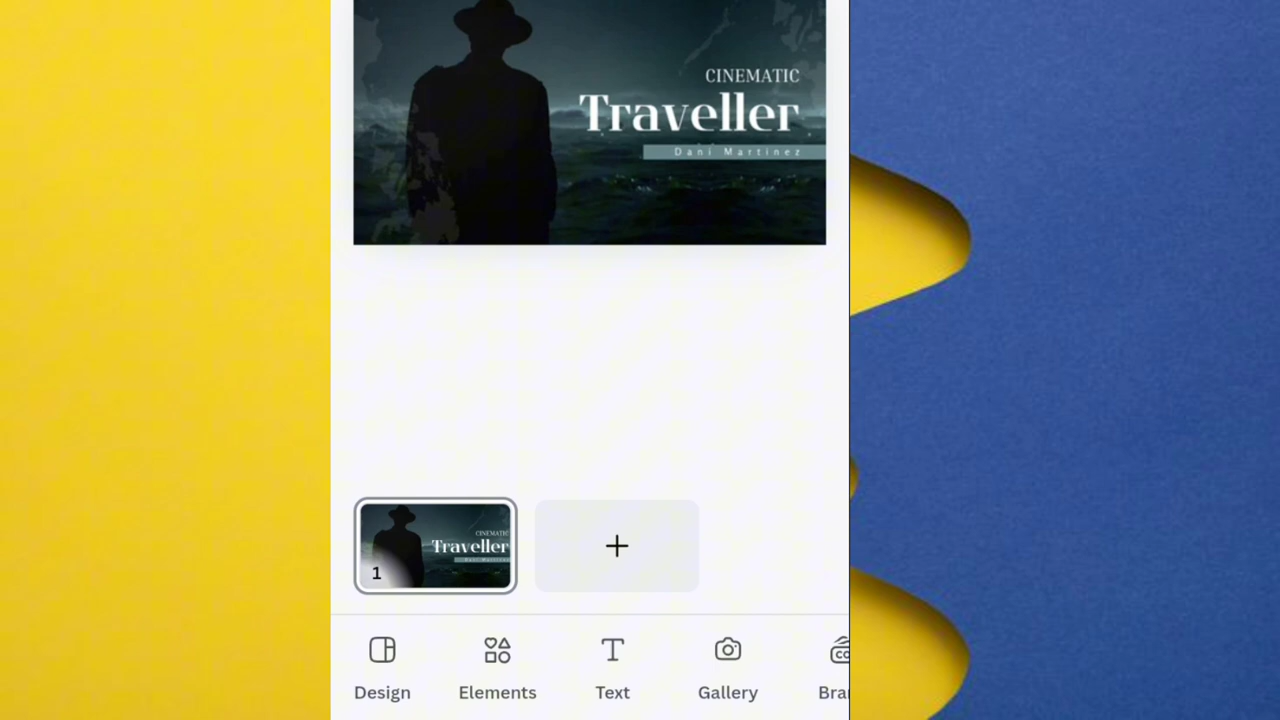 CINEMATIC
Traveller
Dani Martinez
CINEMATIC
Traveller
1
Design
Elements
Text
Gallery